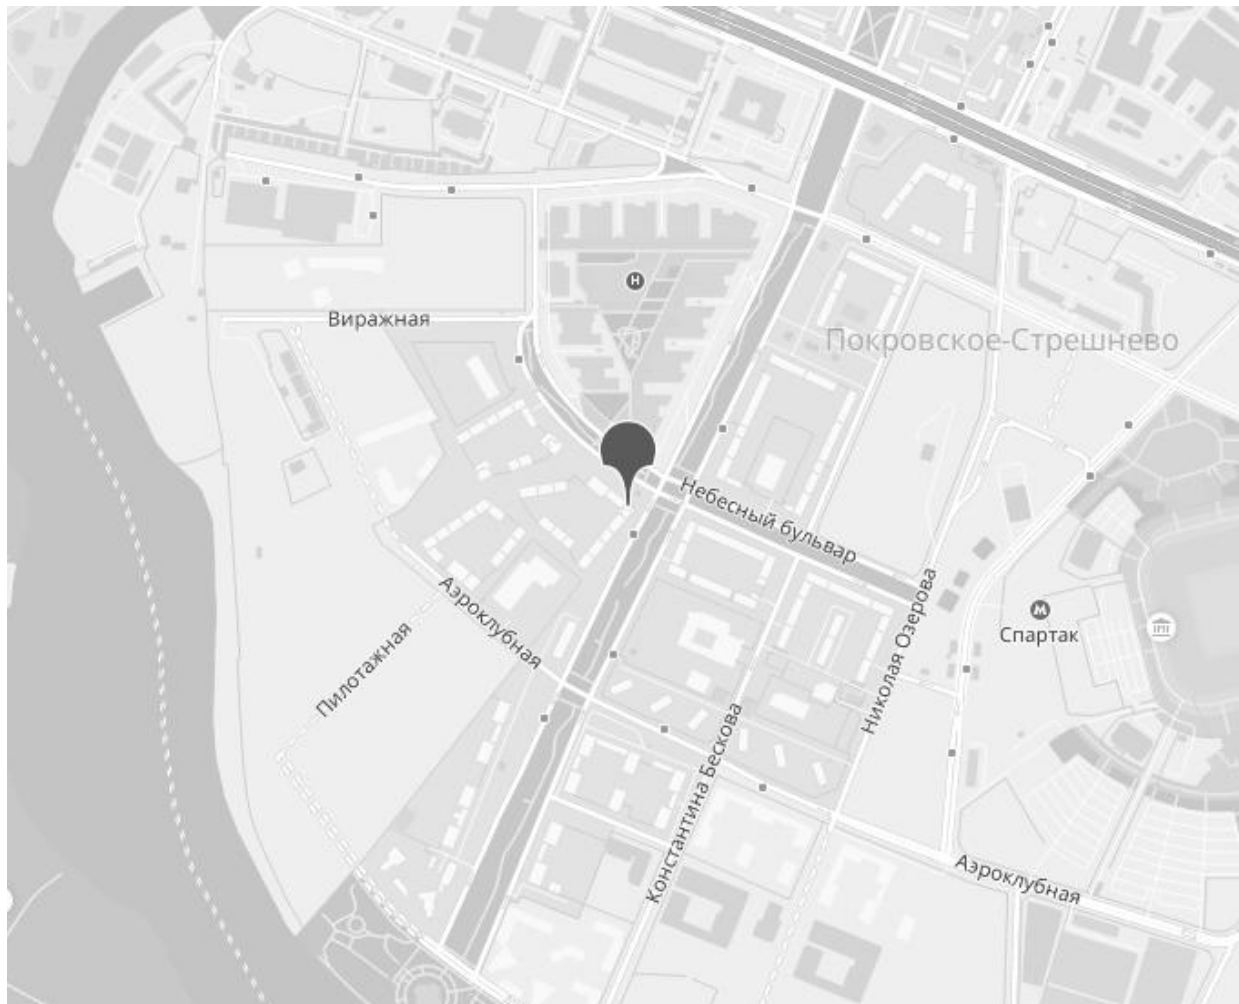 Н
Виражная
Покровское-Стрешнево
Небесный бульвар
Аэроклубная
Николая Озерова
М
Спартак
Пилотажная
Константина Бескова
Аэроклубная